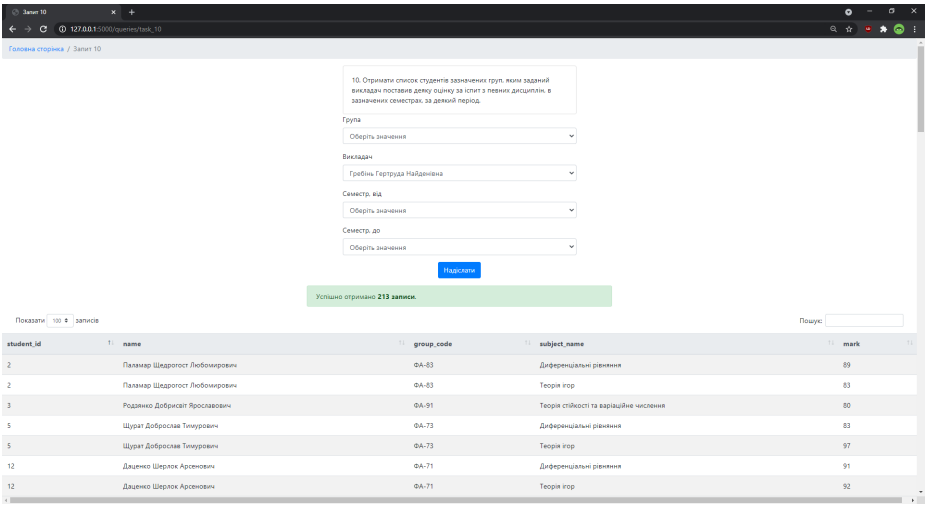 Запит 10
127.0.0.1:5000/queries/task_10
Головна сторінка / Запит 10
10. Отримати список студентів зазначених груп, яким заданий
викладач поставив деяку оцінку за іспит з певних дисциплін, в
зазначених семестрах, за деякий період.
Група
Оберіть значення
Викладач
Гребінь Гертруда Найденівна
Семестр, від
Оберіть значення
Семестр, до
Оберіть значення
Надіслати
Успішно отримано 213 записи.
Показати 100 записів Пошук:
student_id name group_code subject_name mark
2 Паламар Щедрогост Любомирович ФА-83 Диференціальні рівняння 89
2 Паламар Щедрогост Любомирович ФА-83 Теорія ігор 83
3 Родзянко Добрисвіт Ярославович ФА-91 Теорія стійкості та варіаційне числення 80
5 Щурат Доброслав Тимурович ФА-73 Диференціальні рівняння 83
5 Щурат Доброслав Тимурович ФА-73 Теорія ігор 97
12 Даценко Шерлок Арсенович ФА-71 Диференціальні рівняння 91
12 Даценко Шерлок Арсенович ФА-71 Теорія ігор 92